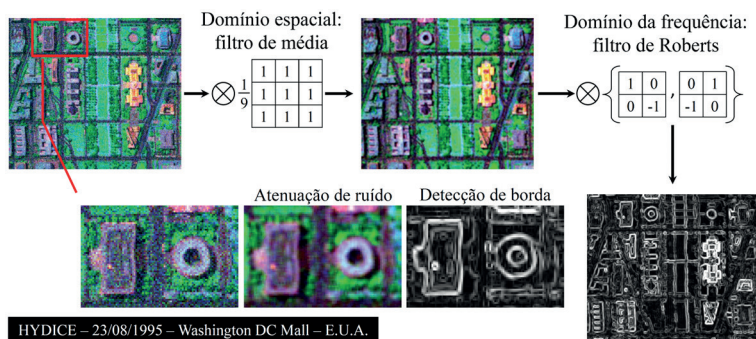 Domínio espacial:
filtro de média
Domínio da frequência:
filtro de Roberts
1
9
1 1 1
1 1 1
1 1 1
1 0
0 -1
,
0 1
-1 0
Atenuação de ruído
Detecção de borda
HYDICE – 23/08/1995 – Washington DC Mall – E.U.A.